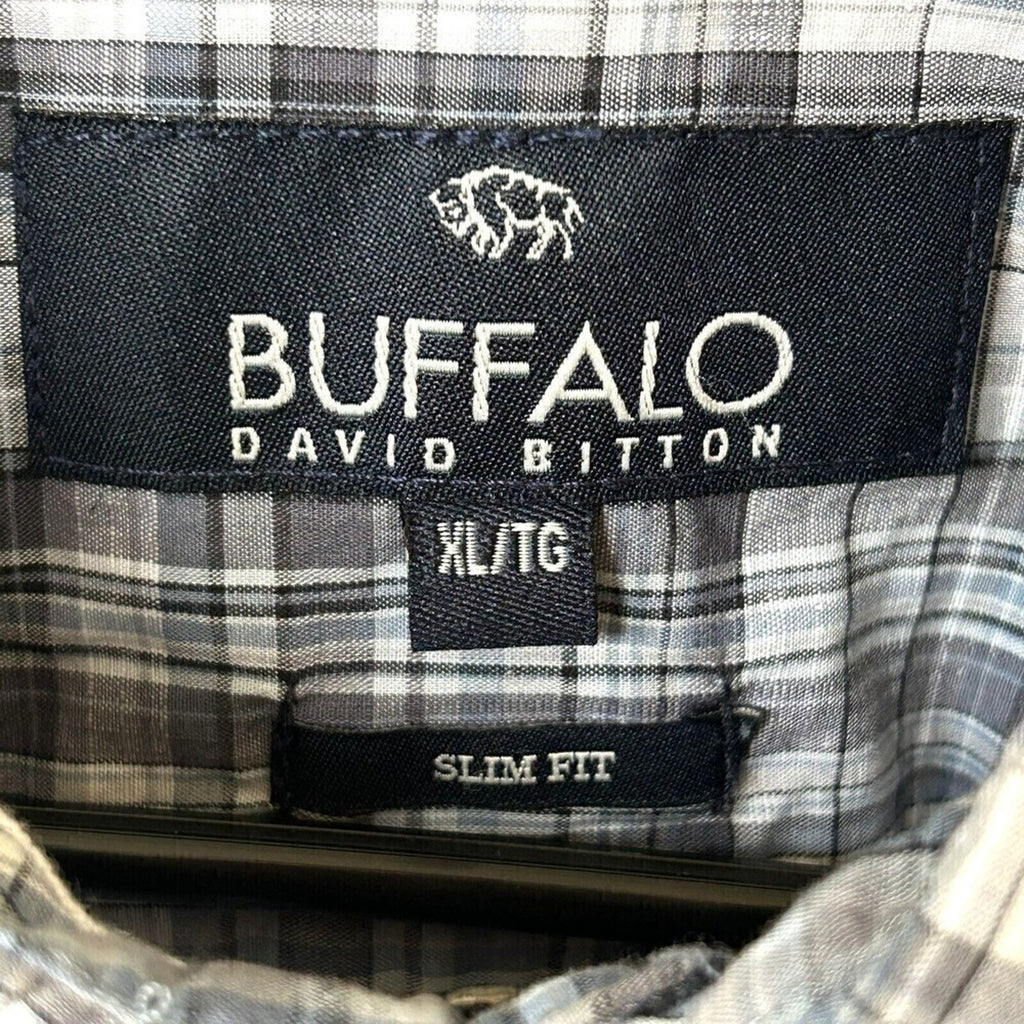 BUFFALO
DAVID BITTON
XL/TG
SLIM FIT